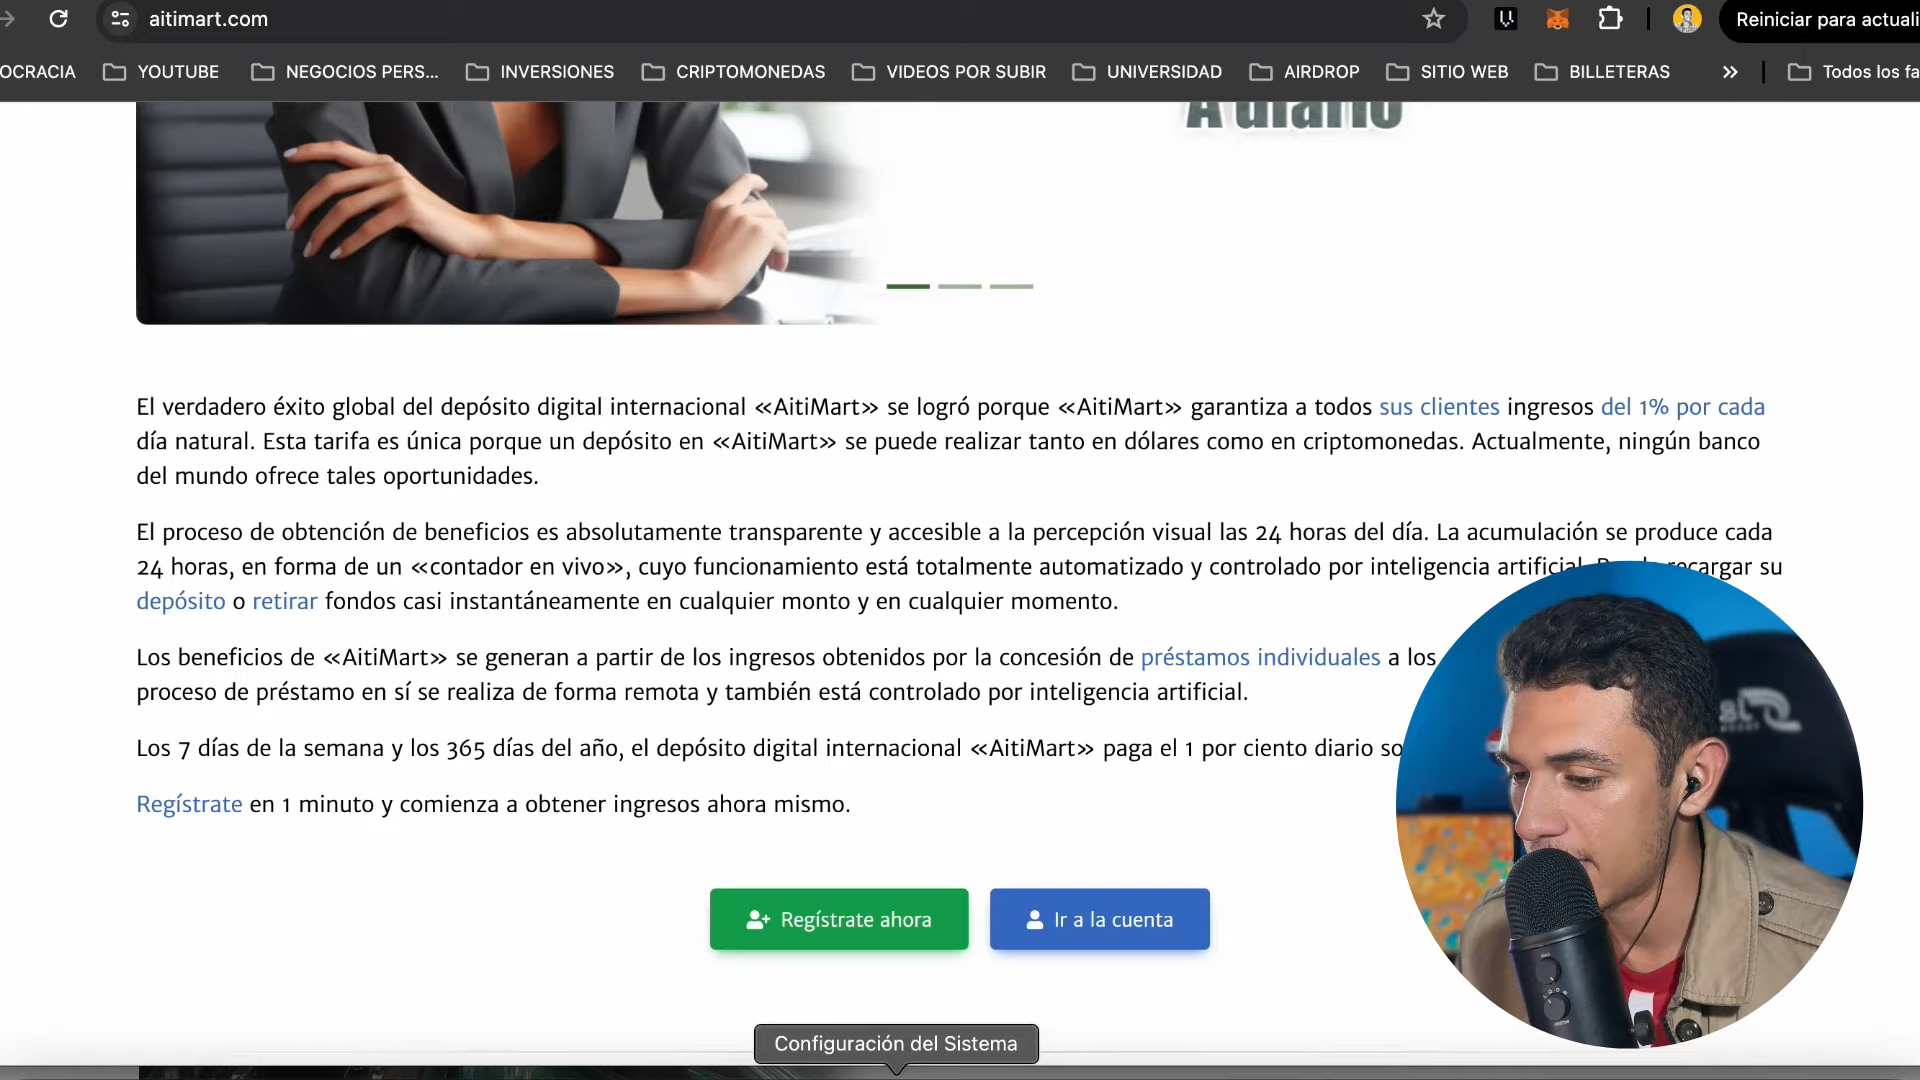 aitimart.com
Reiniciar para actuali
OCRACIA
YOUTUBE
NEGOCIOS PERS...
INVERSIONES
CRIPTOMONEDAS
VIDEOS POR SUBIR
UNIVERSIDAD
AIRDROP
SITIO WEB
BILLETERAS
Todos los fa
A diario
El verdadero éxito global del depósito digital internacional «AitiMart» se logró porque «AitiMart» garantiza a todos sus clientes ingresos del 1% por cada
día natural. Esta tarifa es única porque un depósito en «AitiMart» se puede realizar tanto en dólares como en criptomonedas. Actualmente, ningún banco
del mundo ofrece tales oportunidades.
El proceso de obtención de beneficios es absolutamente transparente y accesible a la percepción visual las 24 horas del día. La acumulación se produce cada
24 horas, en forma de un «contador en vivo», cuyo funcionamiento está totalmente automatizado y controlado por inteligencia artificial. recargar su
depósito o retirar fondos casi instantáneamente en cualquier monto y en cualquier momento.
Los beneficios de «AitiMart» se generan a partir de los ingresos obtenidos por la concesión de préstamos individuales a los
proceso de préstamo en sí se realiza de forma remota y también está controlado por inteligencia artificial.
Los 7 días de la semana y los 365 días del año, el depósito digital internacional «AitiMart» paga el 1 por ciento diario so
Regístrate en 1 minuto y comienza a obtener ingresos ahora mismo.
Regístrate ahora
Ir a la cuenta
Configuración del Sistema